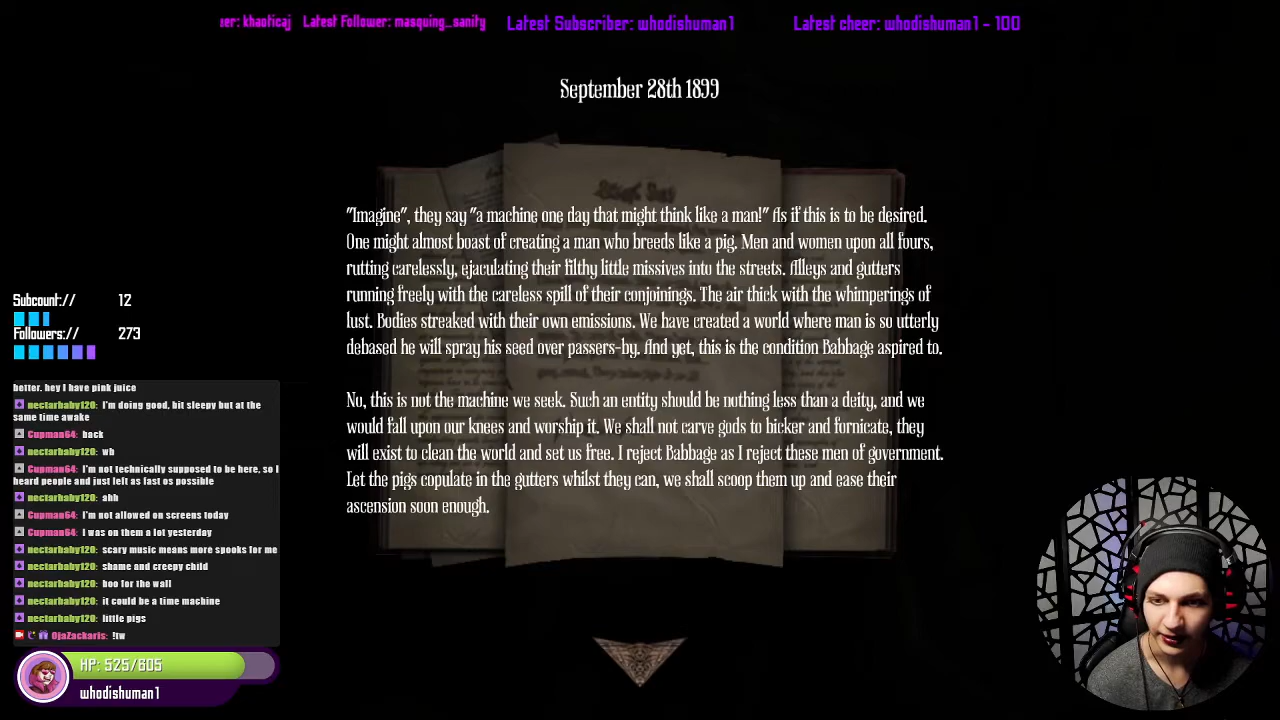 ser: khaoticaj Latest Follower: masquing_sanity Latest Subscriber: whodishuman1 Latest cheer: whodishuman1 - 100
September 28th 1899
"Imagine", they say "a machine one day that might think like a man!" As if this is to be desired.
One might almost boast of creating a man who breeds like a pig. Men and women upon all fours,
rutting carelessly, ejaculating their filthy little missives into the streets. Alleys and gutters
running freely with the careless spill of their conjoinings. The air thick with the whimperings of
lust. Bodies streaked with their own emissions. We have created a world where man is so utterly
debased he will spray his seed over passers-by. And yet, this is the condition Babbage aspired to.
No, this is not the machine we seek. Such an entity should be nothing less than a deity, and we
would fall upon our knees and worship it. We shall not carve gods to bicker and fornicate, they
will exist to clean the world and set us free. I reject Babbage as I reject these men of government.
Let the pigs copulate in the gutters whilst they can, we shall scoop them up and ease their
ascension soon enough.
Subcount:// 12
Followers:// 273
better. hey I have pink juice
nectarbaby120: I'm doing good, bit sleepy but at the
same time awake
Cupman64: back
nectarbaby120: wb
Cupman64: I'm not technically supposed to be here, so I
heard people and just left as fast os possible
nectarbaby120: ahh
Cupman64: I'm not allowed on screens today
Cupman64: I was on them a lot yesterday
nectarbaby120: scary music means more spooks for me
nectarbaby120: shame and creepy child
nectarbaby120: boo for the wall
nectarbaby120: it could be a time machine
nectarbaby120: little pigs
OjaZackaris: !tw
HP: 525/605
whodishuman1